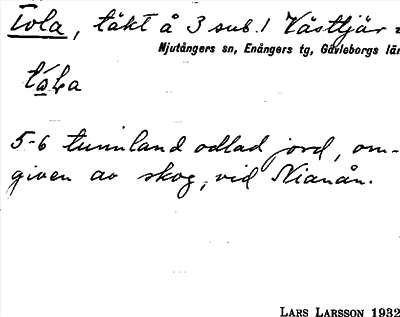 Tola, täkt å 3 sub. 1 Västtjär=
Njutångers sn, Enångers tg, Gävleborgs län
5-6 tunnland odlad jord, om-
given av skog, vid Nianån.
LARS LARSSON 1932